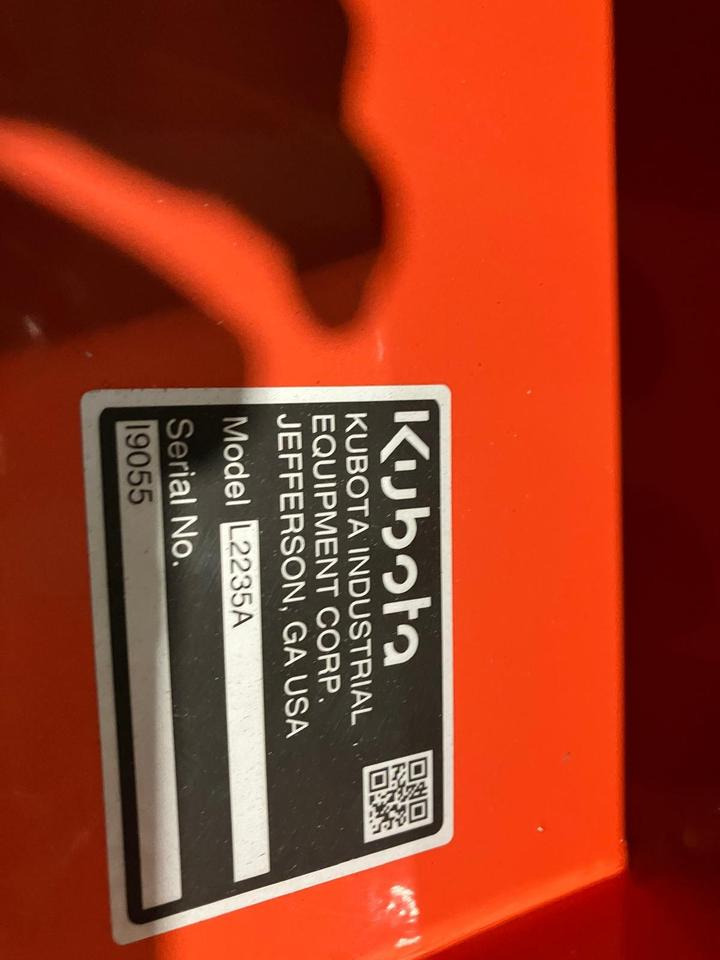 Kubota
KUBOTA INDUSTRIAL
EQUIPMENT CORP.
JEFFERSON, GA USA
Model L2235A
Serial No.
I9055